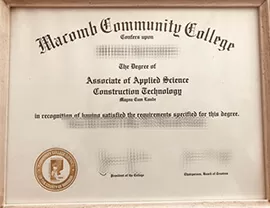 Macomb Community College
Confers upon
The Degree of
Associate of Applied Science
Construction Technology
Magna Cum Laude
in recognition of having satisfied the requirements specified for this degree.
President of the College
Chairperson, Board of Trustees